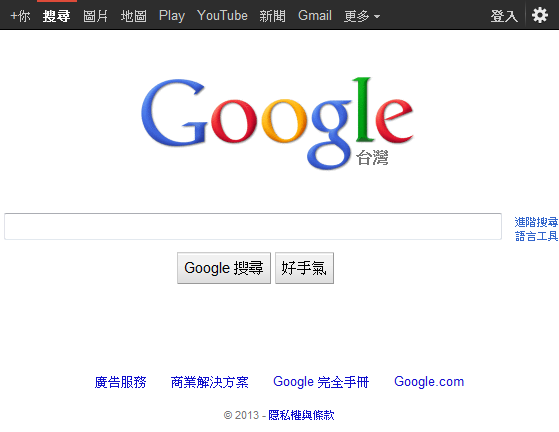 +你 搜尋 圖片 地圖 Play YouTube 新聞 Gmail 更多 登入
Google
台灣
進階搜尋
語言工具
Google 搜尋 好手氣
廣告服務 商業解決方案 Google 完全手冊 Google.com
© 2013 - 隱私權與條款